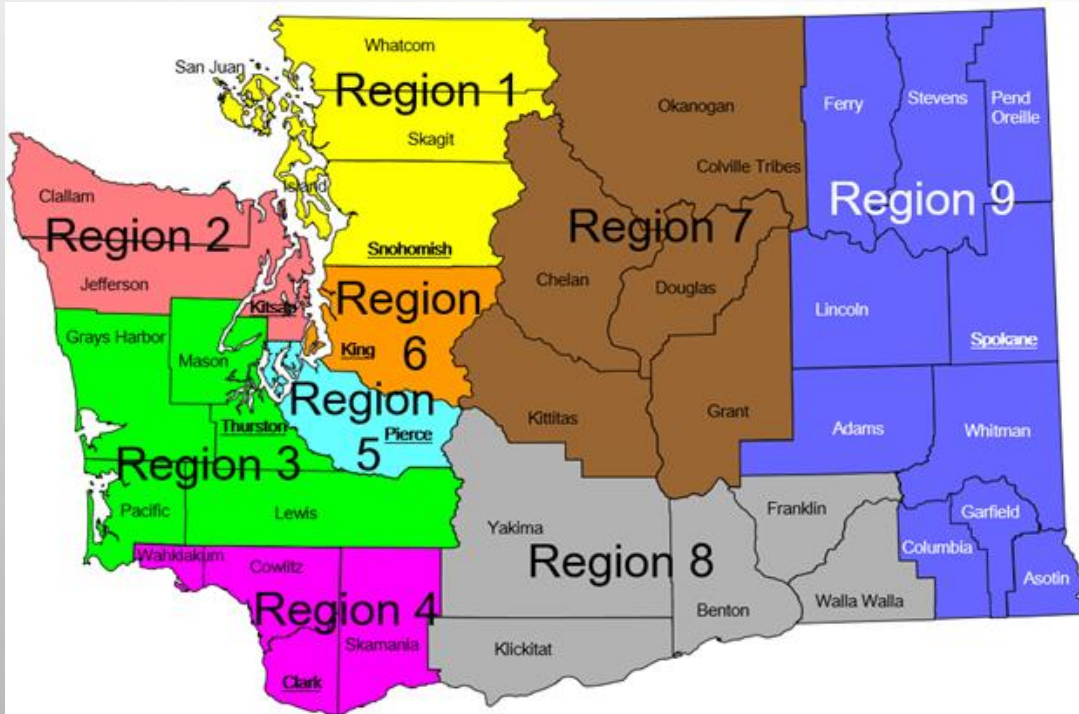 Whatcom
San Juan
Region 1
Skagit
Island
Snohomish
Clallam
Region 2
Jefferson
Kitsap
Grays Harbor
Mason
Thurston
Region 3
Pacific
Lewis
Wahkiakum
Cowlitz
Region 4
Skamania
Clark
Region
5
Pierce
Region
6
King
Okanogan
Colville Tribes
Region 7
Chelan
Douglas
Kittitas
Grant
Yakima
Region 8
Klickitat
Benton
Franklin
Walla Walla
Ferry
Stevens
Pend
Oreille
Region 9
Lincoln
Spokane
Adams
Whitman
Garfield
Columbia
Asotin